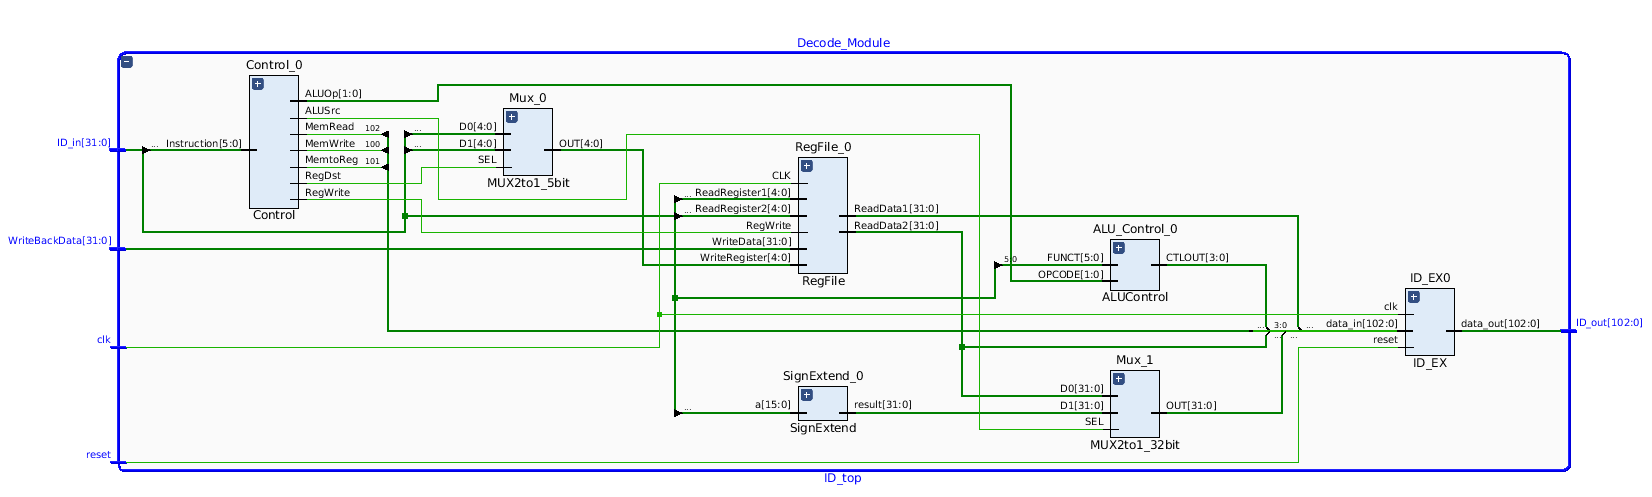 Decode_Module
Control_0
ALUOp[1:0]
ALUSrc
MemRead 102
MemWrite 100
MemtoReg 101
RegDst
RegWrite
ID_in[31:0]
... Instruction[5:0]
Control
Mux_0
... D0[4:0]
... D1[4:0]
SEL
OUT[4:0]
MUX2to1_5bit
RegFile_0
CLK
... ReadRegister1[4:0]
... ReadRegister2[4:0]
RegWrite
WriteData[31:0]
WriteRegister[4:0]
ReadData1[31:0]
ReadData2[31:0]
RegFile
WriteBackData[31:0]
ALU_Control_0
5:0 FUNCT[5:0]
OPCODE[1:0]
CTLOUT[3:0]
ALUControl
ID_EX0
clk
... 3:0 ... data_in[102:0]
... ...
reset
data_out[102:0]
ID_out[102:0]
ID_EX
clk
SignExtend_0
... a[15:0]
result[31:0]
SignExtend
Mux_1
D0[31:0]
D1[31:0]
SEL
OUT[31:0]
MUX2to1_32bit
reset
ID_top